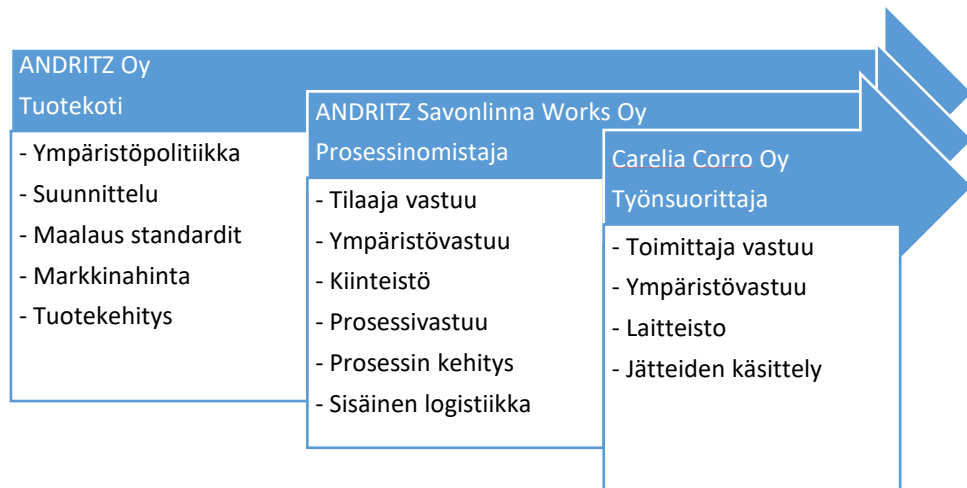 ANDRITZ Oy
Tuotekoti
- Ympäristöpolitiikka
- Suunnittelu
- Maalaus standardit
- Markkinahinta
- Tuotekehitys
ANDRITZ Savonlinna Works Oy
Prosessinomistaja
- Tilaaja vastuu
- Ympäristövastuu
- Kiinteistö
- Prosessivastuu
- Prosessin kehitys
- Sisäinen logistiikka
Carelia Corro Oy
Työnsuorittaja
- Toimittaja vastuu
- Ympäristövastuu
- Laitteisto
- Jätteiden käsittely